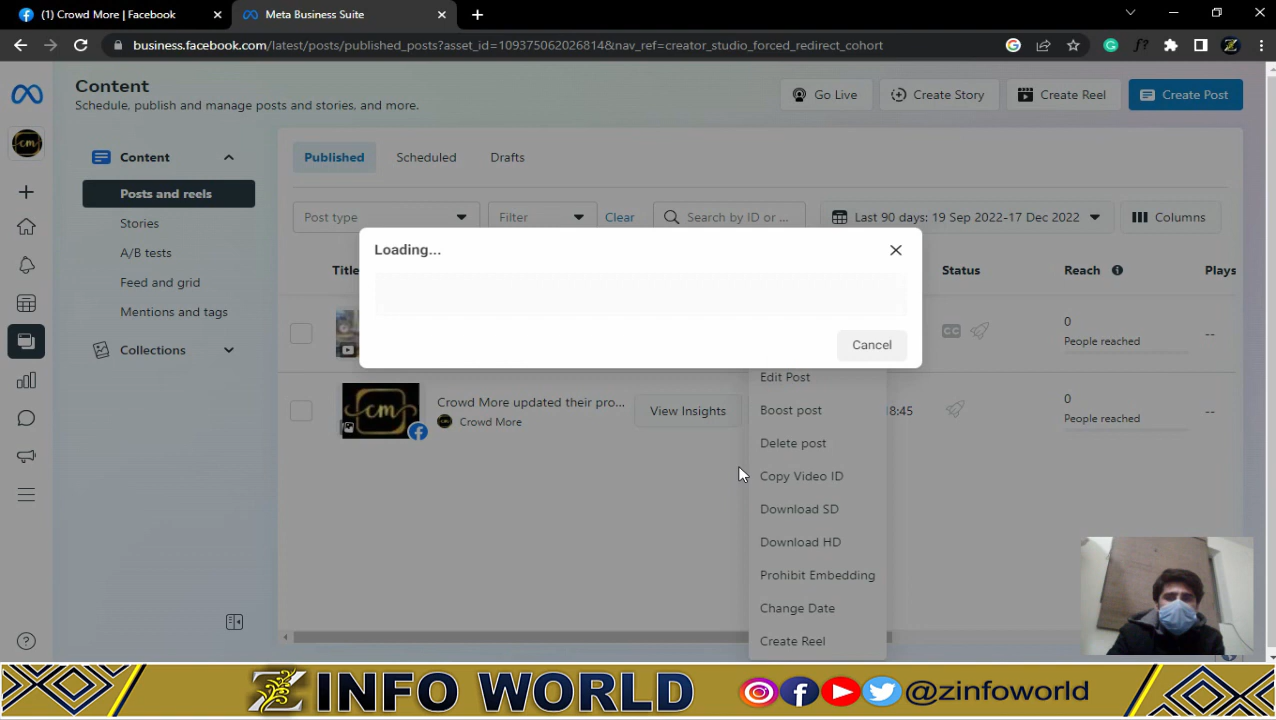 (1) Crowd More | Facebook
Meta Business Suite
business.facebook.com/latest/posts/published_posts?asset_id=109375062026814&nav_ref=creator_studio_forced_redirect_cohort
Content
Schedule, publish and manage posts and stories, and more.
Go Live
Create Story
Create Reel
Create Post
Content
Posts and reels
Stories
A/B tests
Feed and grid
Mentions and tags
Collections
Published
Scheduled
Drafts
Post type
Filter
Clear
Search by ID or ...
Last 90 days: 19 Sep 2022-17 Dec 2022
Columns
Title
Status
Reach
Plays
Loading...
Cancel
CC
0
People reached
--
cm
Crowd More updated their pro...
Crowd More
View Insights
18:45
0
People reached
--
Edit Post
Boost post
Delete post
Copy Video ID
Download SD
Download HD
Prohibit Embedding
Change Date
Create Reel
INFO WORLD
@zinfoworld